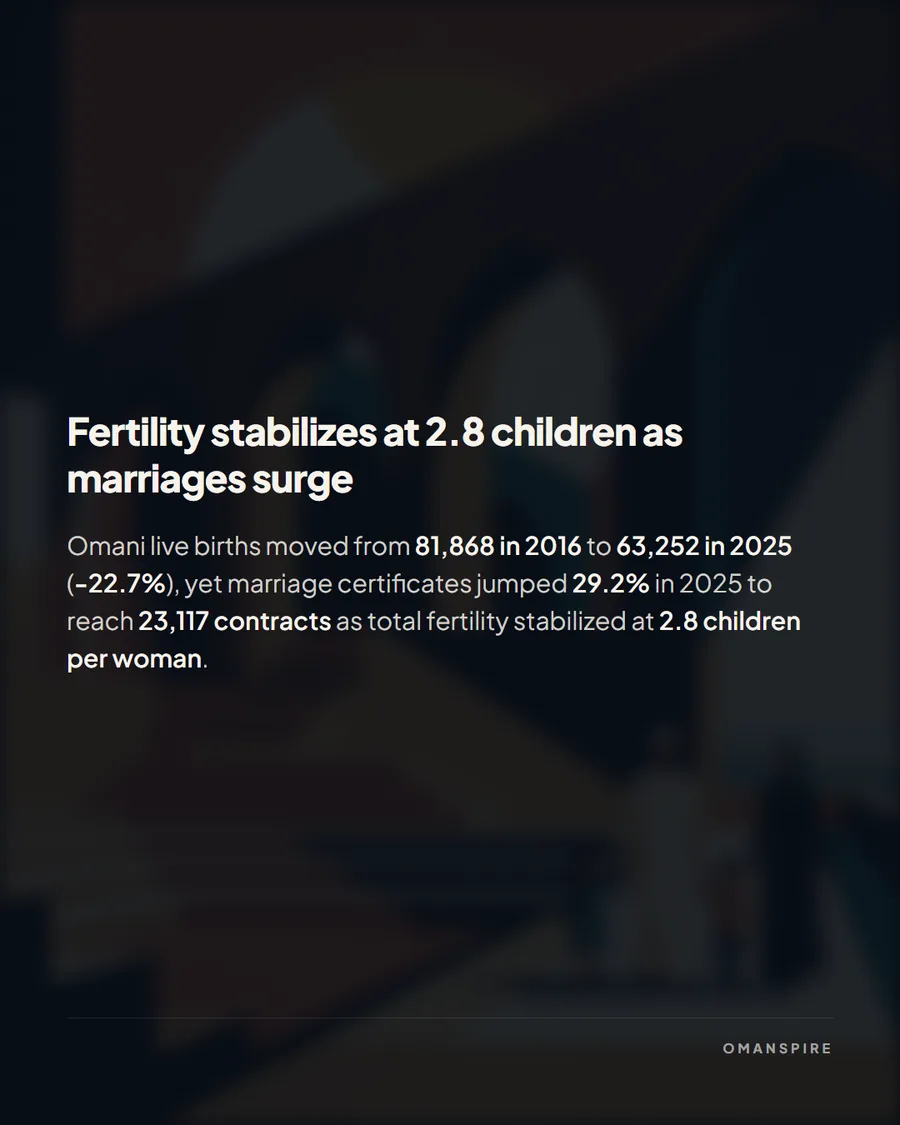 Fertility stabilizes at 2.8 children as
marriages surge
Omani live births moved from 81,868 in 2016 to 63,252 in 2025
(-22.7%), yet marriage certificates jumped 29.2% in 2025 to
reach 23,117 contracts as total fertility stabilized at 2.8 children
per woman.
OMANSPIRE